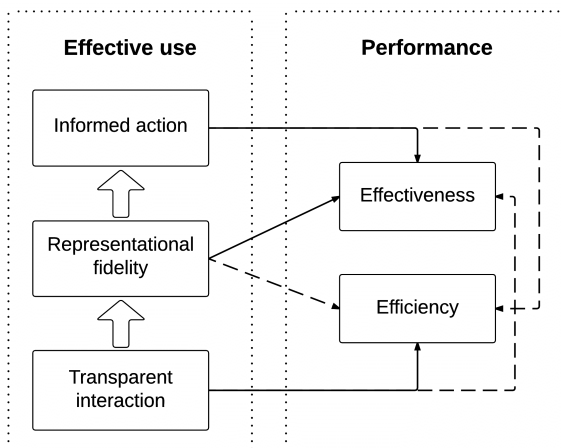 Effective use
Performance
Informed action
Effectiveness
Representational
fidelity
Efficiency
Transparent
interaction